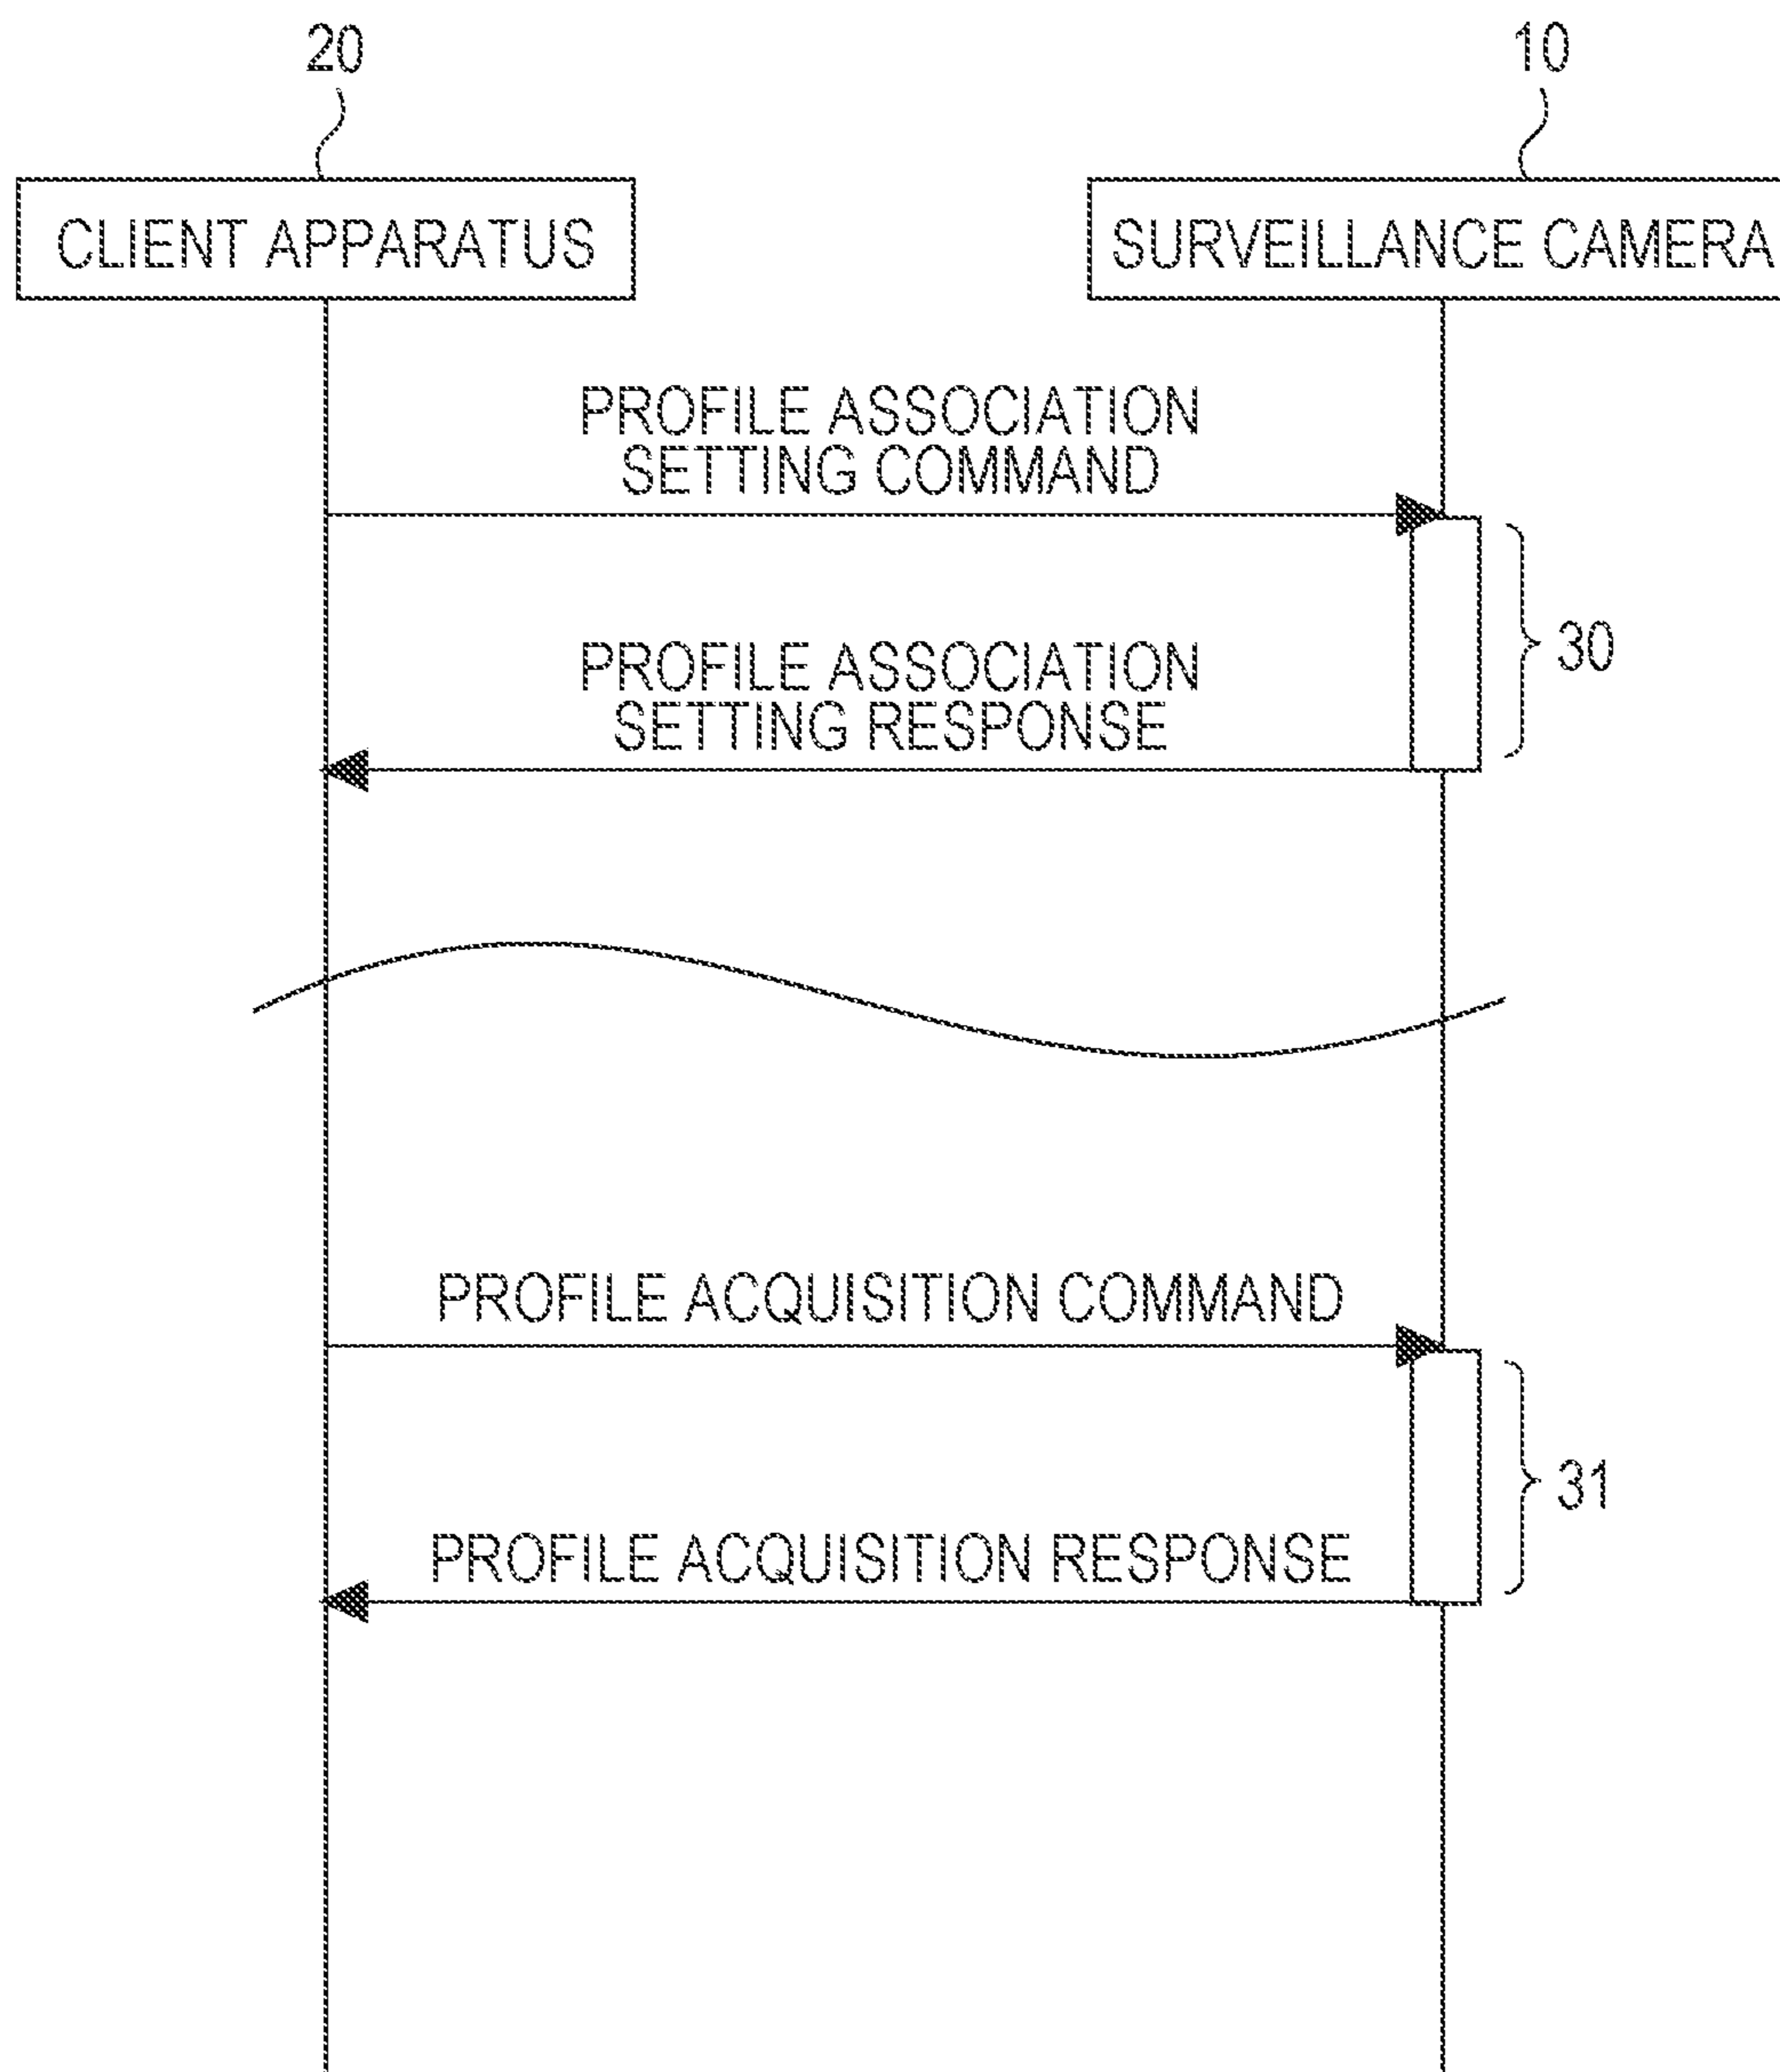 20
10
CLIENT APPARATUS
SURVEILLANCE CAMERA
PROFILE ASSOCIATION
SETTING COMMAND
30
PROFILE ASSOCIATION
SETTING RESPONSE
PROFILE ACQUISITION COMMAND
31
PROFILE ACQUISITION RESPONSE